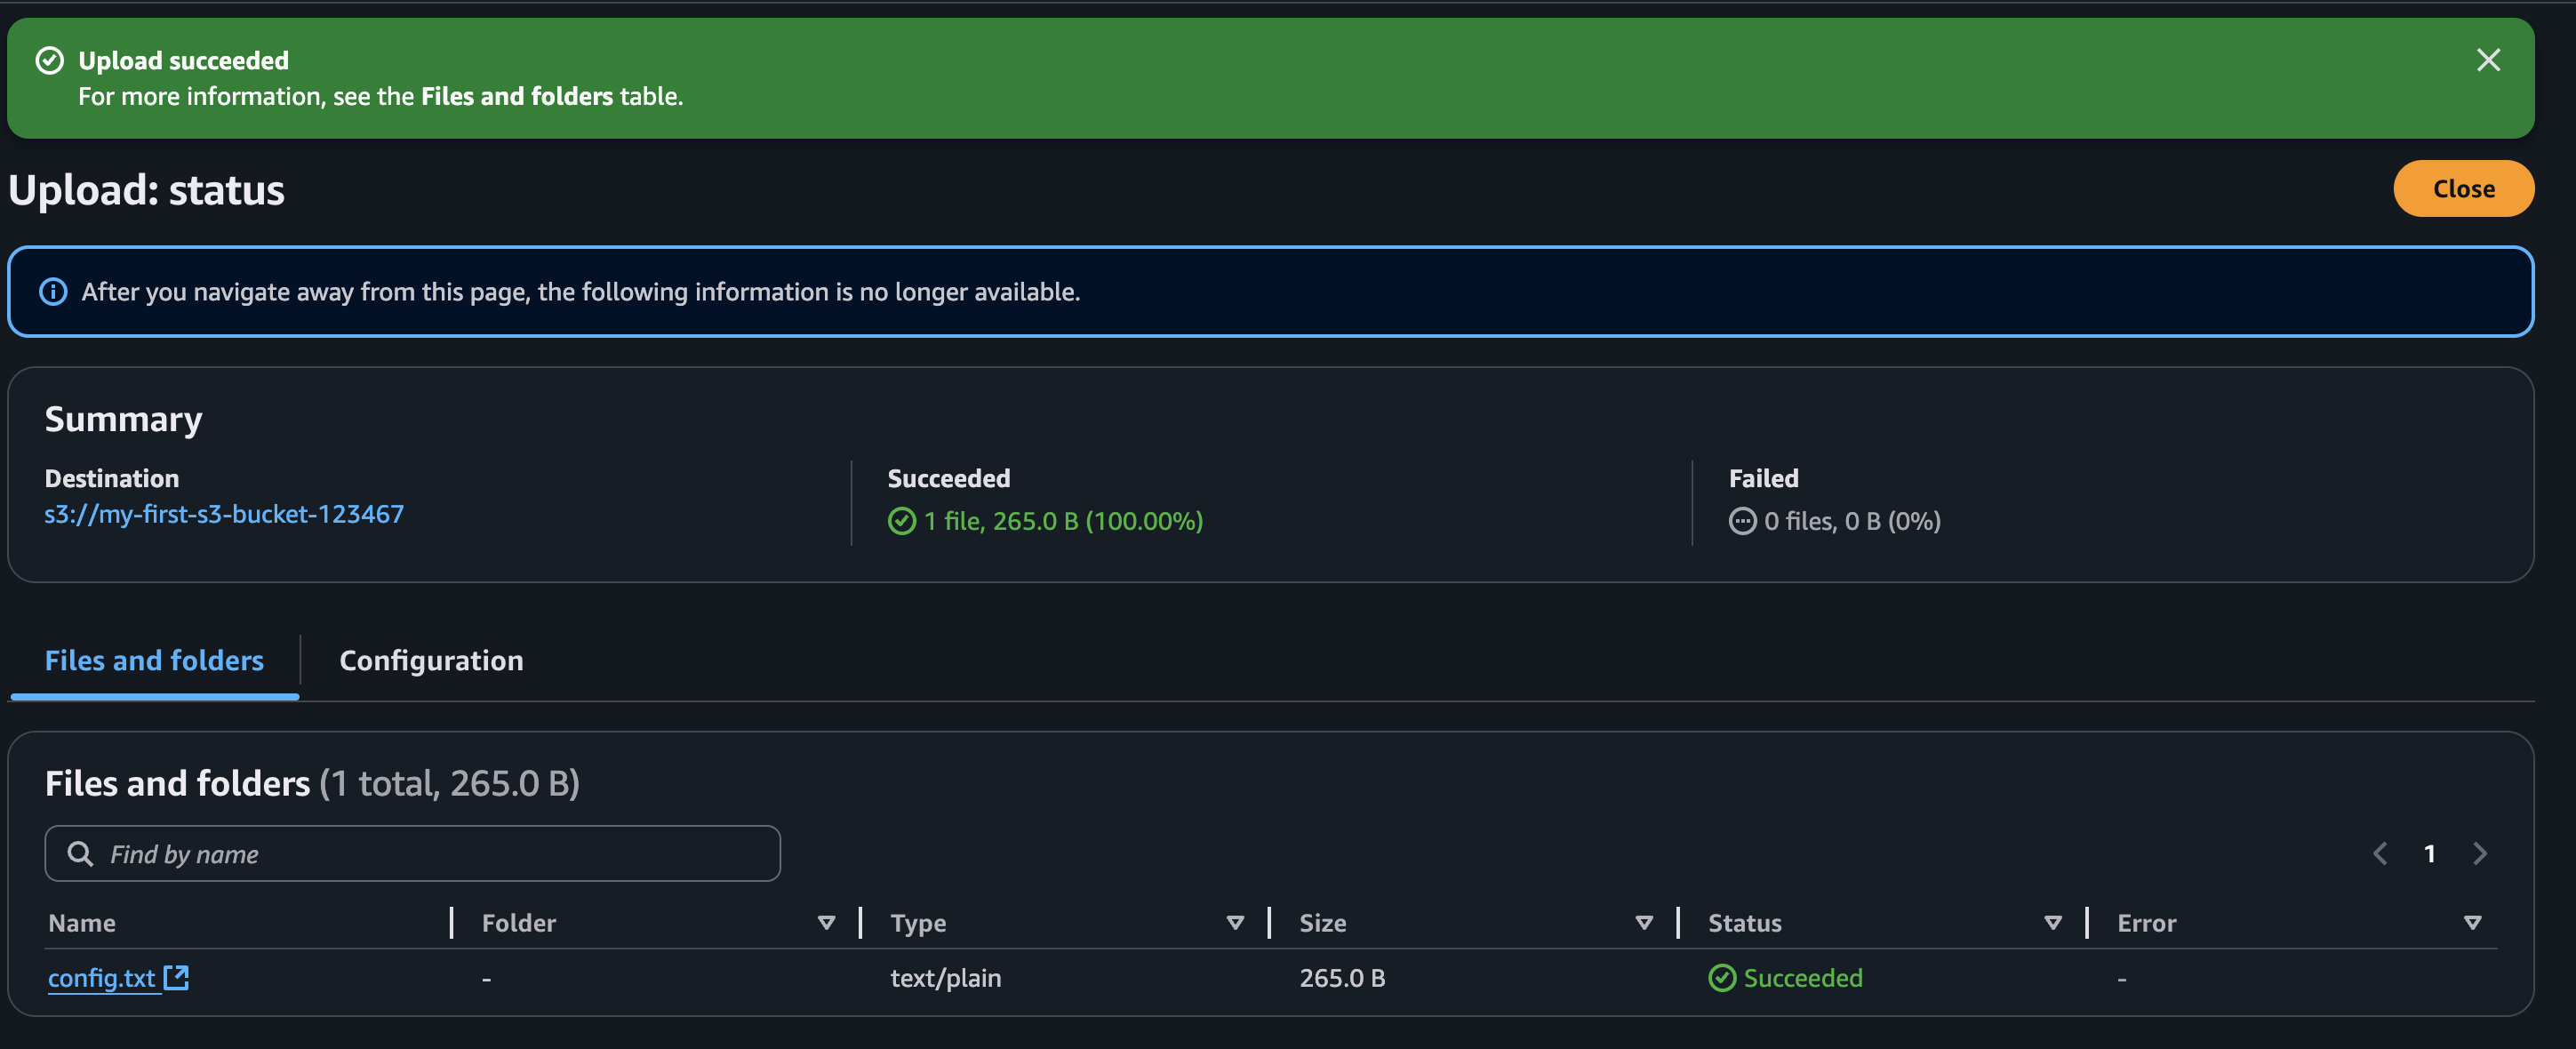 Upload succeeded
For more information, see the Files and folders table.
Upload: status
Close
After you navigate away from this page, the following information is no longer available.
Summary
Destination
s3://my-first-s3-bucket-123467
Succeeded
1 file, 265.0 B (100.00%)
Failed
0 files, 0 B (0%)
Files and folders
Configuration
Files and folders (1 total, 265.0 B)
Find by name
1
Name Folder Type Size Status Error
config.txt - text/plain 265.0 B Succeeded -